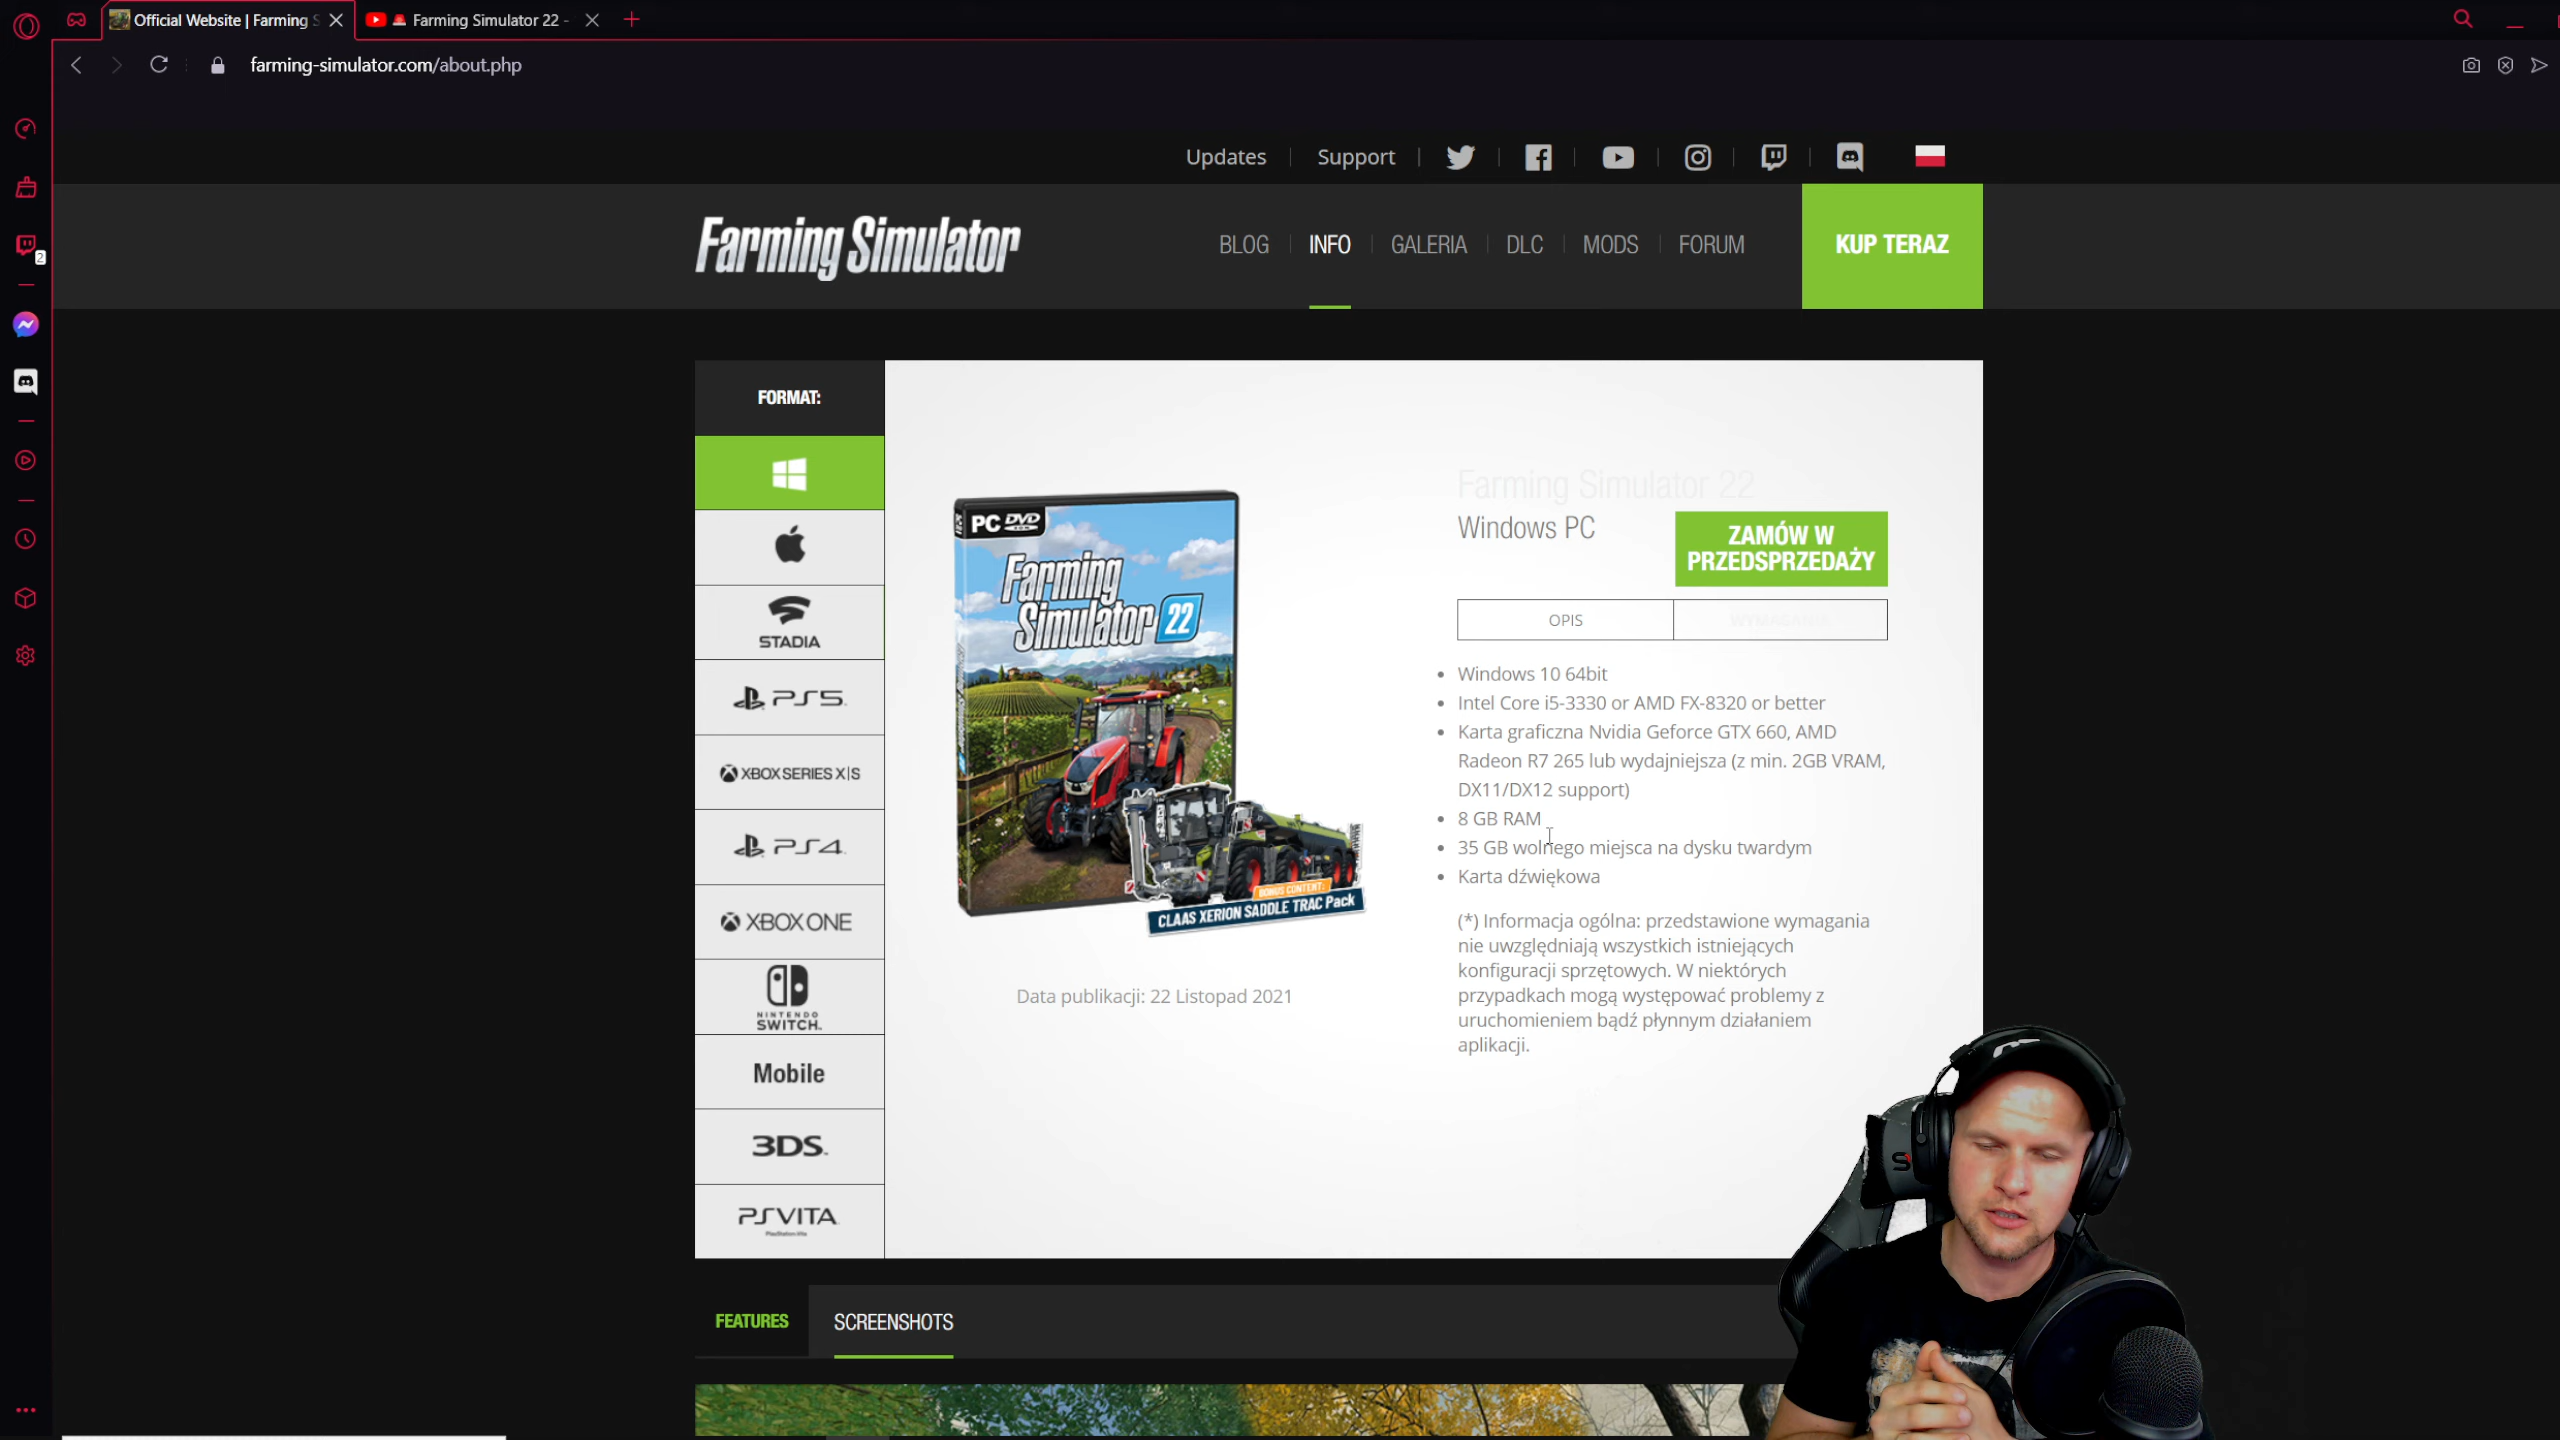 Official Website | Farming S
Farming Simulator 22 -
farming-simulator.com/about.php
2
Updates
Support
Farming Simulator
BLOG
INFO
GALERIA
DLC
MODS
FORUM
KUP TERAZ
FORMAT:
STADIA
PS5
XBOX SERIES X|S
PS4
XBOX ONE
NINTENDO
SWITCH
Mobile
3DS
PSVITA
PlayStation Vita
PC DVD
Farming
Simulator 22
BONUS CONTENT:
CLAAS XERION SADDLE TRAC Pack
Data publikacji: 22 Listopad 2021
Farming Simulator 22
Windows PC
ZAMÓW W
PRZEDSPRZEDAŻY
OPIS
WYMAGANIA
Windows 10 64bit
Intel Core i5-3330 or AMD FX-8320 or better
Karta graficzna Nvidia Geforce GTX 660, AMD
Radeon R7 265 lub wydajniejsza (z min. 2GB VRAM,
DX11/DX12 support)
8 GB RAM
35 GB wolnego miejsca na dysku twardym
Karta dźwiękowa
(*) Informacja ogólna: przedstawione wymagania
nie uwzględniają wszystkich istniejących
konfiguracji sprzętowych. W niektórych
przypadkach mogą występować problemy z
uruchomieniem bądź płynnym działaniem
aplikacji.
FEATURES
SCREENSHOTS